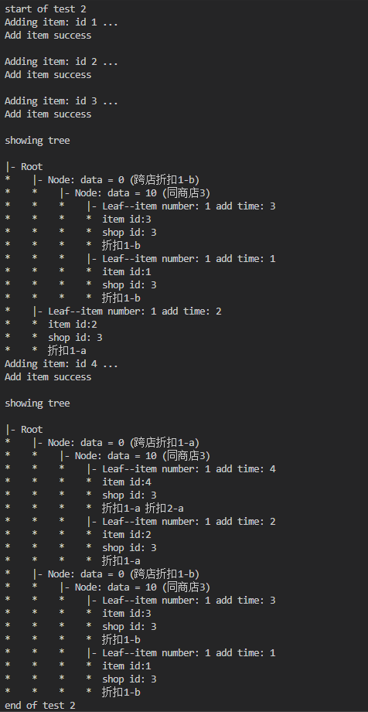 start of test 2
Adding item: id 1 ...
Add item success

Adding item: id 2 ...
Add item success

Adding item: id 3 ...
Add item success

showing tree

|- Root
*   |- Node: data = 0 (跨店折扣1-b)
*   *   |- Node: data = 10 (同商店3)
*   *   *   |- Leaf--item number: 1 add time: 3
*   *   *   *  item id:3
*   *   *   *  shop id: 3
*   *   *   *  折扣1-b
*   *   *   |- Leaf--item number: 1 add time: 1
*   *   *   *  item id:1
*   *   *   *  shop id: 3
*   *   *   *  折扣1-b
*   |- Leaf--item number: 1 add time: 2
*   *  item id:2
*   *  shop id: 3
*   *  折扣1-a
Adding item: id 4 ...
Add item success

showing tree

|- Root
*   |- Node: data = 0 (跨店折扣1-a)
*   *   |- Node: data = 10 (同商店3)
*   *   *   |- Leaf--item number: 1 add time: 4
*   *   *   *  item id:4
*   *   *   *  shop id: 3
*   *   *   *  折扣1-a 折扣2-a
*   *   *   |- Leaf--item number: 1 add time: 2
*   *   *   *  item id:2
*   *   *   *  shop id: 3
*   *   *   *  折扣1-a
*   |- Node: data = 0 (跨店折扣1-b)
*   *   |- Node: data = 10 (同商店3)
*   *   *   |- Leaf--item number: 1 add time: 3
*   *   *   *  item id:3
*   *   *   *  shop id: 3
*   *   *   *  折扣1-b
*   *   *   |- Leaf--item number: 1 add time: 1
*   *   *   *  item id:1
*   *   *   *  shop id: 3
*   *   *   *  折扣1-b
end of test 2